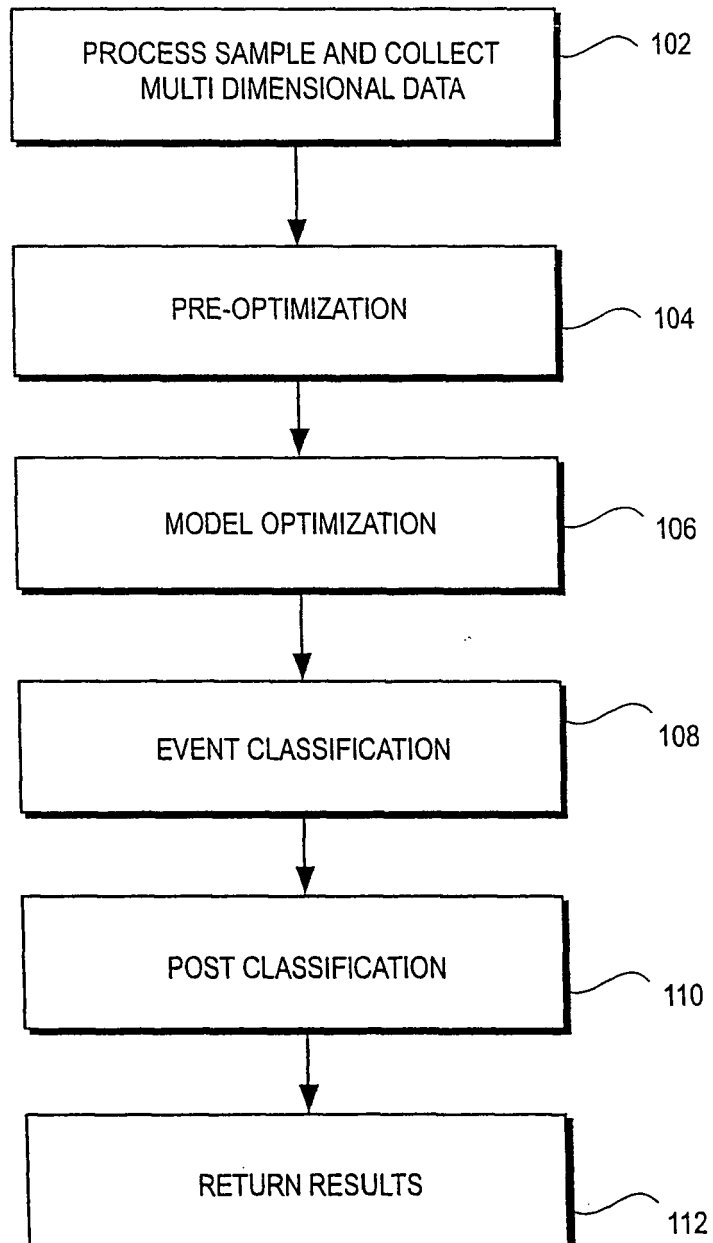 PROCESS SAMPLE AND COLLECT
MULTI DIMENSIONAL DATA
102
PRE-OPTIMIZATION
104
MODEL OPTIMIZATION
106
EVENT CLASSIFICATION
108
POST CLASSIFICATION
110
RETURN RESULTS
112